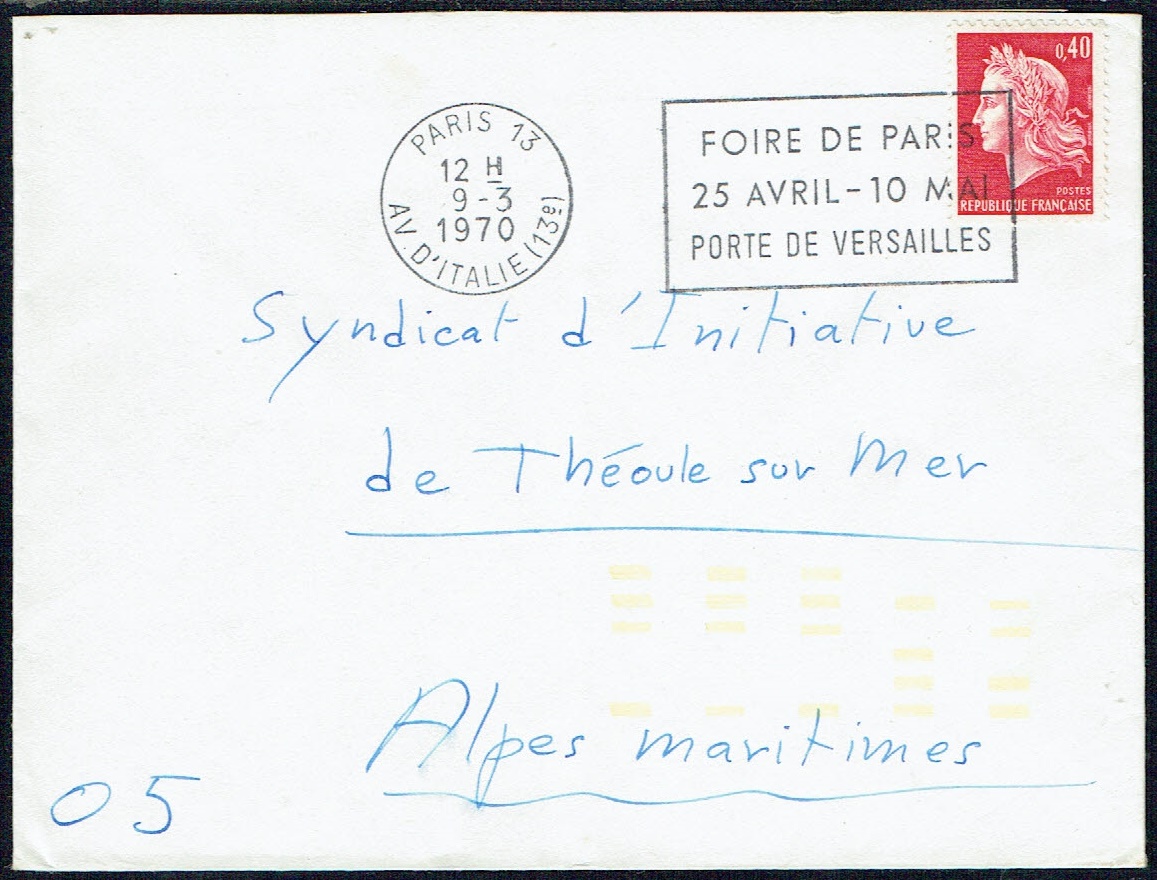 0,40
POSTES
REPUBLIQUE FRANÇAISE
PARIS 13
12 H
9-3
1970
AV. D'ITALIE (13e)
FOIRE DE PARIS
25 AVRIL-10 MAI
PORTE DE VERSAILLES
Syndicat d'Initiative
de Théoule sur Mer
Alpes maritimes
05